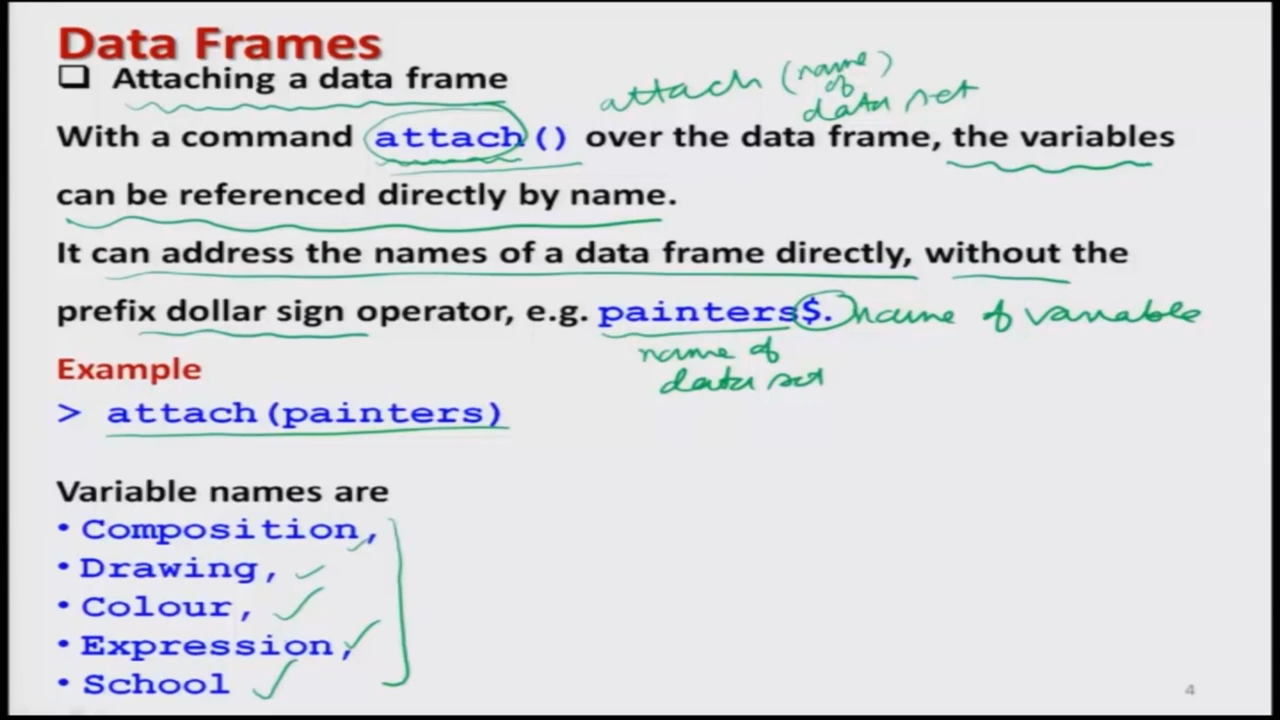 Data Frames
❑ Attaching a data frame
attach (name of data set)
With a command attach() over the data frame, the variables
can be referenced directly by name.
It can address the names of a data frame directly, without the
prefix dollar sign operator, e.g. painters$. name of variable
name of
data set
Example
> attach(painters)
Variable names are
• Composition,
• Drawing,
• Colour,
• Expression,
• School
4